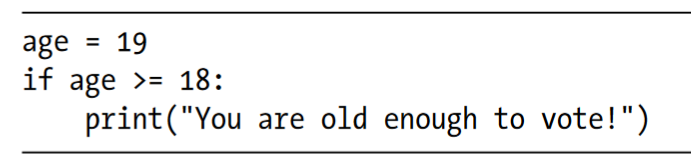 age = 19
if age >= 18:
    print("You are old enough to vote!")